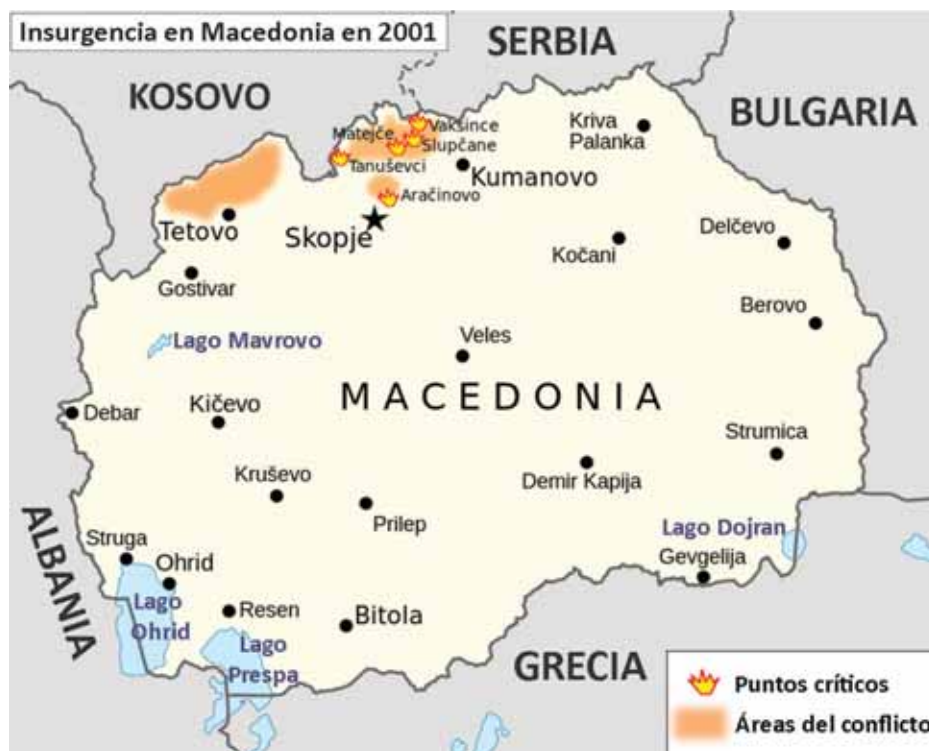 Insurgencia en Macedonia en 2001
SERBIA
KOSOVO
BULGARIA
Matejče
Vaksince
Slupčane
Tanuševci
Kriva
Palanka
Kumanovo
Aračinovo
Tetovo
Skopje
Kočani
Delčevo
Gostivar
Berovo
Lago Mavrovo
Veles
MACEDONIA
Debar
Kičevo
Strumica
Kruševo
Demir Kapija
Prilep
ALBANIA
Struga
Ohrid
Lago Dojran
Gevgelija
Lago
Ohrid
Resen
Bitola
Lago
Prespa
GRECIA
Puntos críticos
Áreas del conflicto